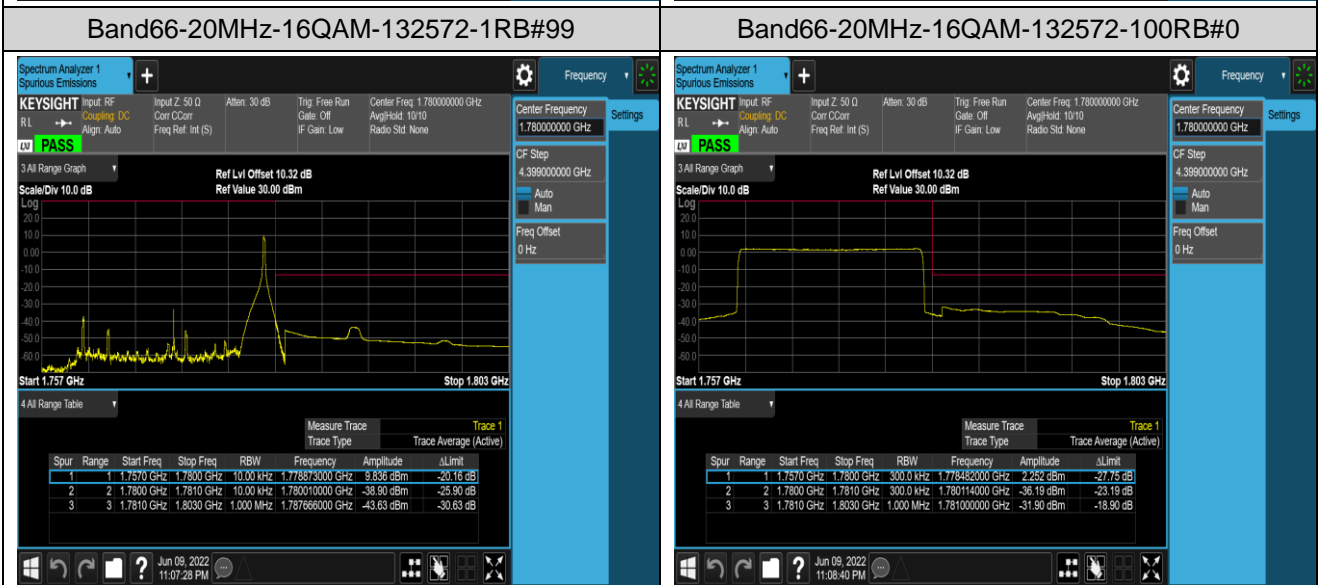 Band66-20MHz-16QAM-132572-1RB#99
Spectrum Analyzer 1
Spurious Emissions
+
Frequency
KEYSIGHT
RL
Input: RF
Coupling: DC
Align: Auto
Input Z: 50 Ω
Corr CCorr
Freq Ref: Int (S)
Atten: 30 dB
Trig: Free Run
Gate: Off
IF Gain: Low
Center Freq: 1.780000000 GHz
Avg|Hold: 10/10
Radio Std: None
LXI PASS
Center Frequency
1.780000000 GHz
Settings
CF Step
4.399000000 GHz
Auto
Man
Freq Offset
0 Hz
3 All Range Graph
Scale/Div 10.0 dB
Ref Lvl Offset 10.32 dB
Ref Value 30.00 dBm
Log
20.0
10.0
0.00
-10.0
-20.0
-30.0
-40.0
-50.0
-60.0
Start 1.757 GHz
Stop 1.803 GHz
4 All Range Table
Measure Trace Trace 1
Trace Type Trace Average (Active)
Spur Range Start Freq Stop Freq RBW Frequency Amplitude ΔLimit
1 1 1.7570 GHz 1.7800 GHz 10.00 kHz 1.778873000 GHz 9.836 dBm -20.16 dB
2 2 1.7800 GHz 1.7810 GHz 10.00 kHz 1.780010000 GHz -38.90 dBm -25.90 dB
3 3 1.7810 GHz 1.8030 GHz 1.000 MHz 1.787666000 GHz -43.63 dBm -30.63 dB
?
Jun 09, 2022
11:07:28 PM
Band66-20MHz-16QAM-132572-100RB#0
Spectrum Analyzer 1
Spurious Emissions
+
Frequency
KEYSIGHT
RL
Input: RF
Coupling: DC
Align: Auto
Input Z: 50 Ω
Corr CCorr
Freq Ref: Int (S)
Atten: 30 dB
Trig: Free Run
Gate: Off
IF Gain: Low
Center Freq: 1.780000000 GHz
Avg|Hold: 10/10
Radio Std: None
LXI PASS
Center Frequency
1.780000000 GHz
Settings
CF Step
4.399000000 GHz
Auto
Man
Freq Offset
0 Hz
3 All Range Graph
Scale/Div 10.0 dB
Ref Lvl Offset 10.32 dB
Ref Value 30.00 dBm
Log
20.0
10.0
0.00
-10.0
-20.0
-30.0
-40.0
-50.0
-60.0
Start 1.757 GHz
Stop 1.803 GHz
4 All Range Table
Measure Trace Trace 1
Trace Type Trace Average (Active)
Spur Range Start Freq Stop Freq RBW Frequency Amplitude ΔLimit
1 1 1.7570 GHz 1.7800 GHz 300.0 kHz 1.778482000 GHz 2.252 dBm -27.75 dB
2 2 1.7800 GHz 1.7810 GHz 300.0 kHz 1.780114000 GHz -36.19 dBm -23.19 dB
3 3 1.7810 GHz 1.8030 GHz 1.000 MHz 1.781000000 GHz -31.90 dBm -18.90 dB
?
Jun 09, 2022
11:08:40 PM